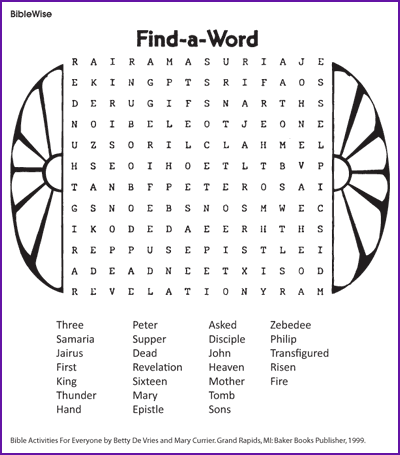 BibleWise
Find-a-Word
R A I R A M A S U R I A J E
E K I N G P T S R I F A O S
D E R U G I F S N A R T H S
N O I B E L E O T J E O N E
U Z S O R I L C L A H M E L
H S E O I H O E T L T B V P
T A N B F P E T E R O S A I
G S N O E B S N O S M W E C
I K O D E D A E E R H T H S
R E P P U S E P I S T L E I
A D E A D N E E T X I S O D
R E V E L A T I O N Y R A M
Three Peter Asked Zebedee
Samaria Supper Disciple Philip
Jairus Dead John Transfigured
First Revelation Heaven Risen
King Sixteen Mother Fire
Thunder Mary Tomb
Hand Epistle Sons
Bible Activities For Everyone by Betty De Vries and Mary Currier. Grand Rapids, MI: Baker Books Publisher, 1999.